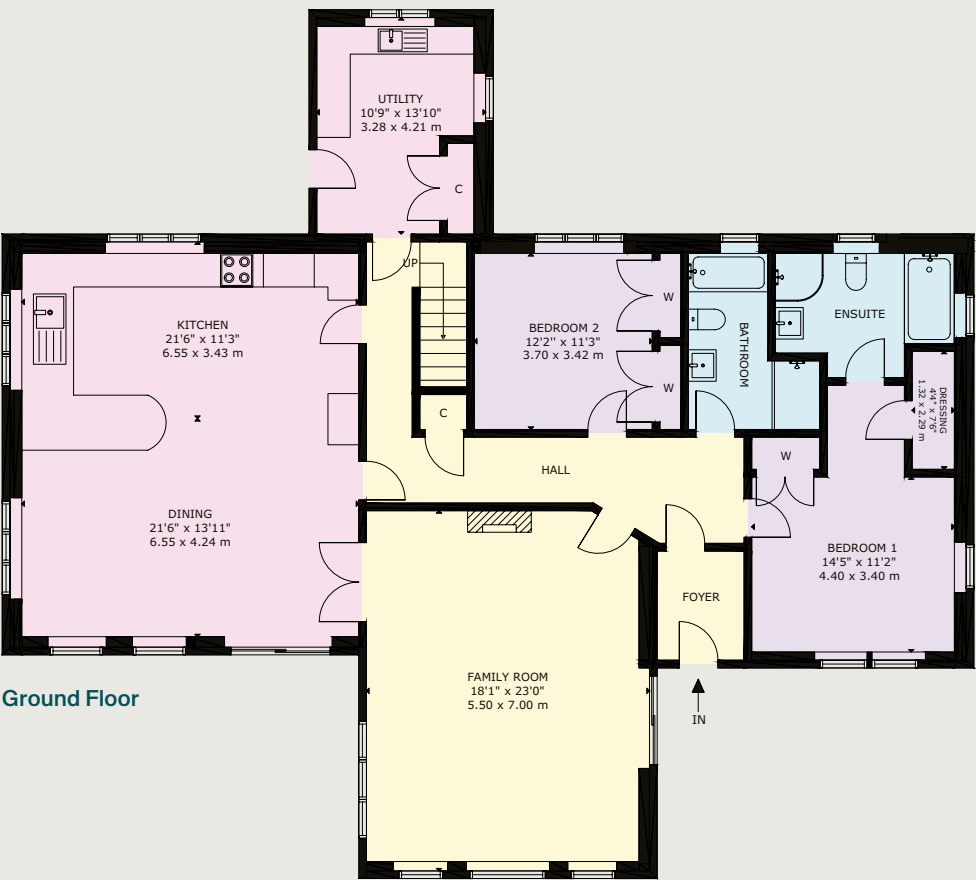 UTILITY
10'9" x 13'10"
3.28 x 4.21 m
C
UP
KITCHEN
21'6" x 11'3"
6.55 x 3.43 m
BEDROOM 2
12'2" x 11'3"
3.70 x 3.42 m
W
W
BATHROOM
ENSUITE
DRESSING
4'4" x 7'6"
1.32 x 2.29 m
C
HALL
W
DINING
21'6" x 13'11"
6.55 x 4.24 m
BEDROOM 1
14'5" x 11'2"
4.40 x 3.40 m
FOYER
FAMILY ROOM
18'1" x 23'0"
5.50 x 7.00 m
Ground Floor
IN